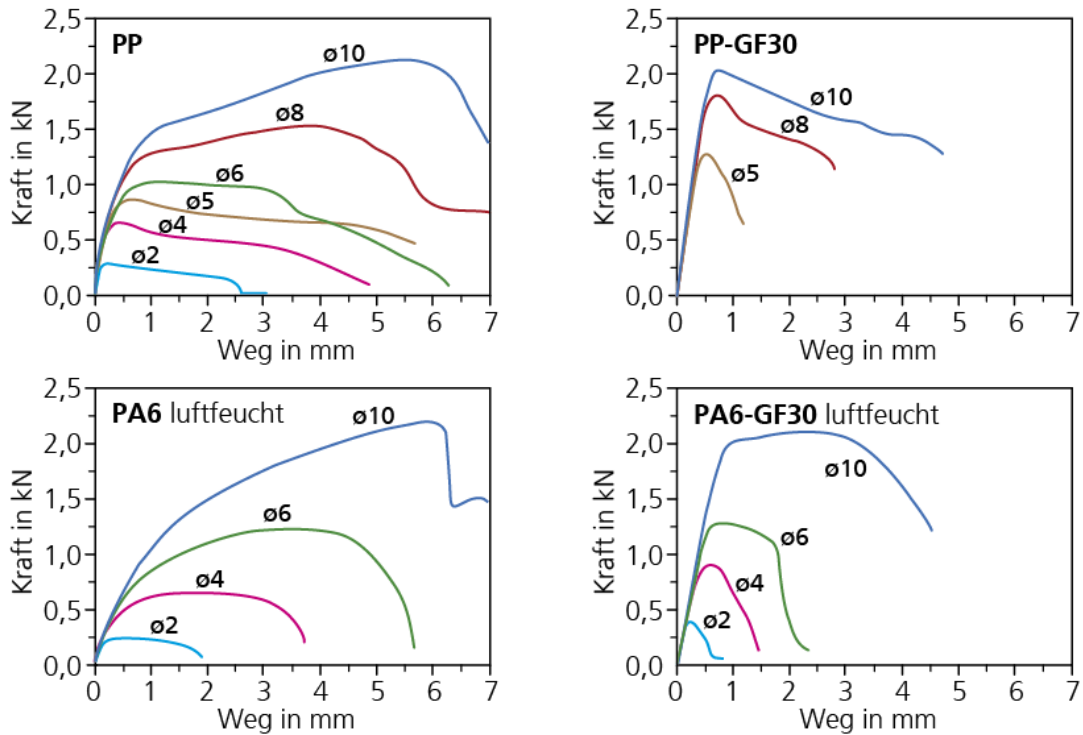 PP
Kraft in kN
2,5
2,0
1,5
1,0
0,5
0,0
ø10
ø8
ø6
ø5
ø4
ø2
0 1 2 3 4 5 6 7
Weg in mm
PP-GF30
Kraft in kN
2,5
2,0
1,5
1,0
0,5
0,0
ø10
ø8
ø5
0 1 2 3 4 5 6 7
Weg in mm
PA6 luftfeucht
Kraft in kN
2,5
2,0
1,5
1,0
0,5
0,0
ø10
ø6
ø4
ø2
0 1 2 3 4 5 6 7
Weg in mm
PA6-GF30 luftfeucht
Kraft in kN
2,5
2,0
1,5
1,0
0,5
0,0
ø10
ø6
ø4
ø2
0 1 2 3 4 5 6 7
Weg in mm